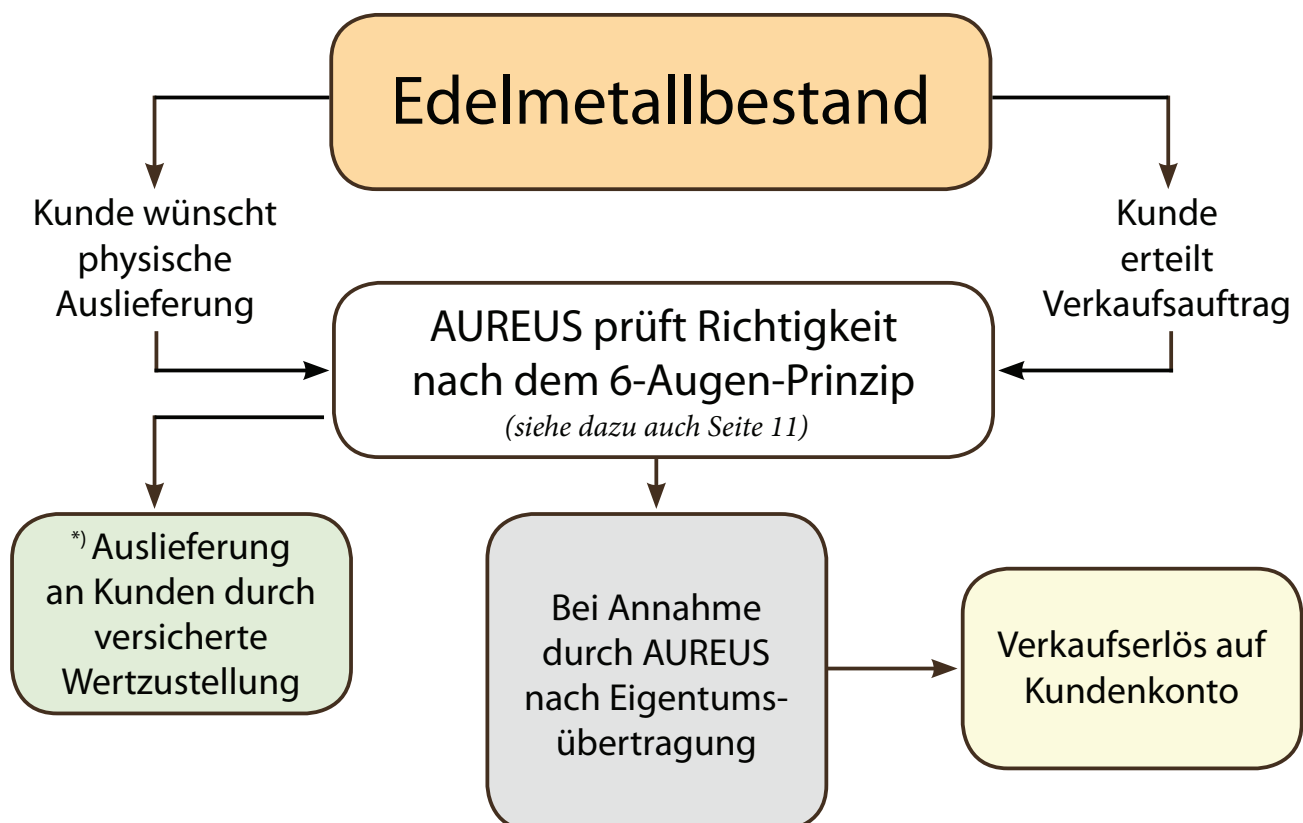 Edelmetallbestand
Kunde wünscht
physische
Auslieferung
Kunde
erteilt
Verkaufsauftrag
AUREUS prüft Richtigkeit
nach dem 6-Augen-Prinzip
(siehe dazu auch Seite 11)
*) Auslieferung
an Kunden durch
versicherte
Wertzustellung
Bei Annahme
durch AUREUS
nach Eigentums-
übertragung
Verkaufserlös auf
Kundenkonto